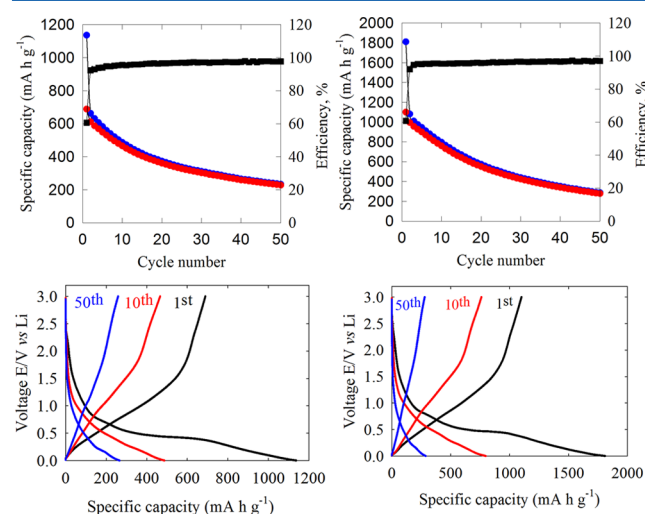 1200
1000
800
600
400
200
0
120
100
80
60
40
20
0
0 10 20 30 40 50
Specific capacity (mA h g-1)
Efficiency, %
Cycle number
2000
1800
1600
1400
1200
1000
800
600
400
200
0
120
100
80
60
40
20
0
0 10 20 30 40 50
Specific capacity (mA h g-1)
Efficiency, %
Cycle number
3.0
2.5
2.0
1.5
1.0
0.5
0.0
50th 10th 1st
0 200 400 600 800 1000 1200
Voltage E/V vs Li
Specific capacity (mA h g-1)
3.0
2.5
2.0
1.5
1.0
0.5
0.0
50th 10th 1st
0 500 1000 1500 2000
Voltage E/V vs Li
Specific capacity (mA h g-1)